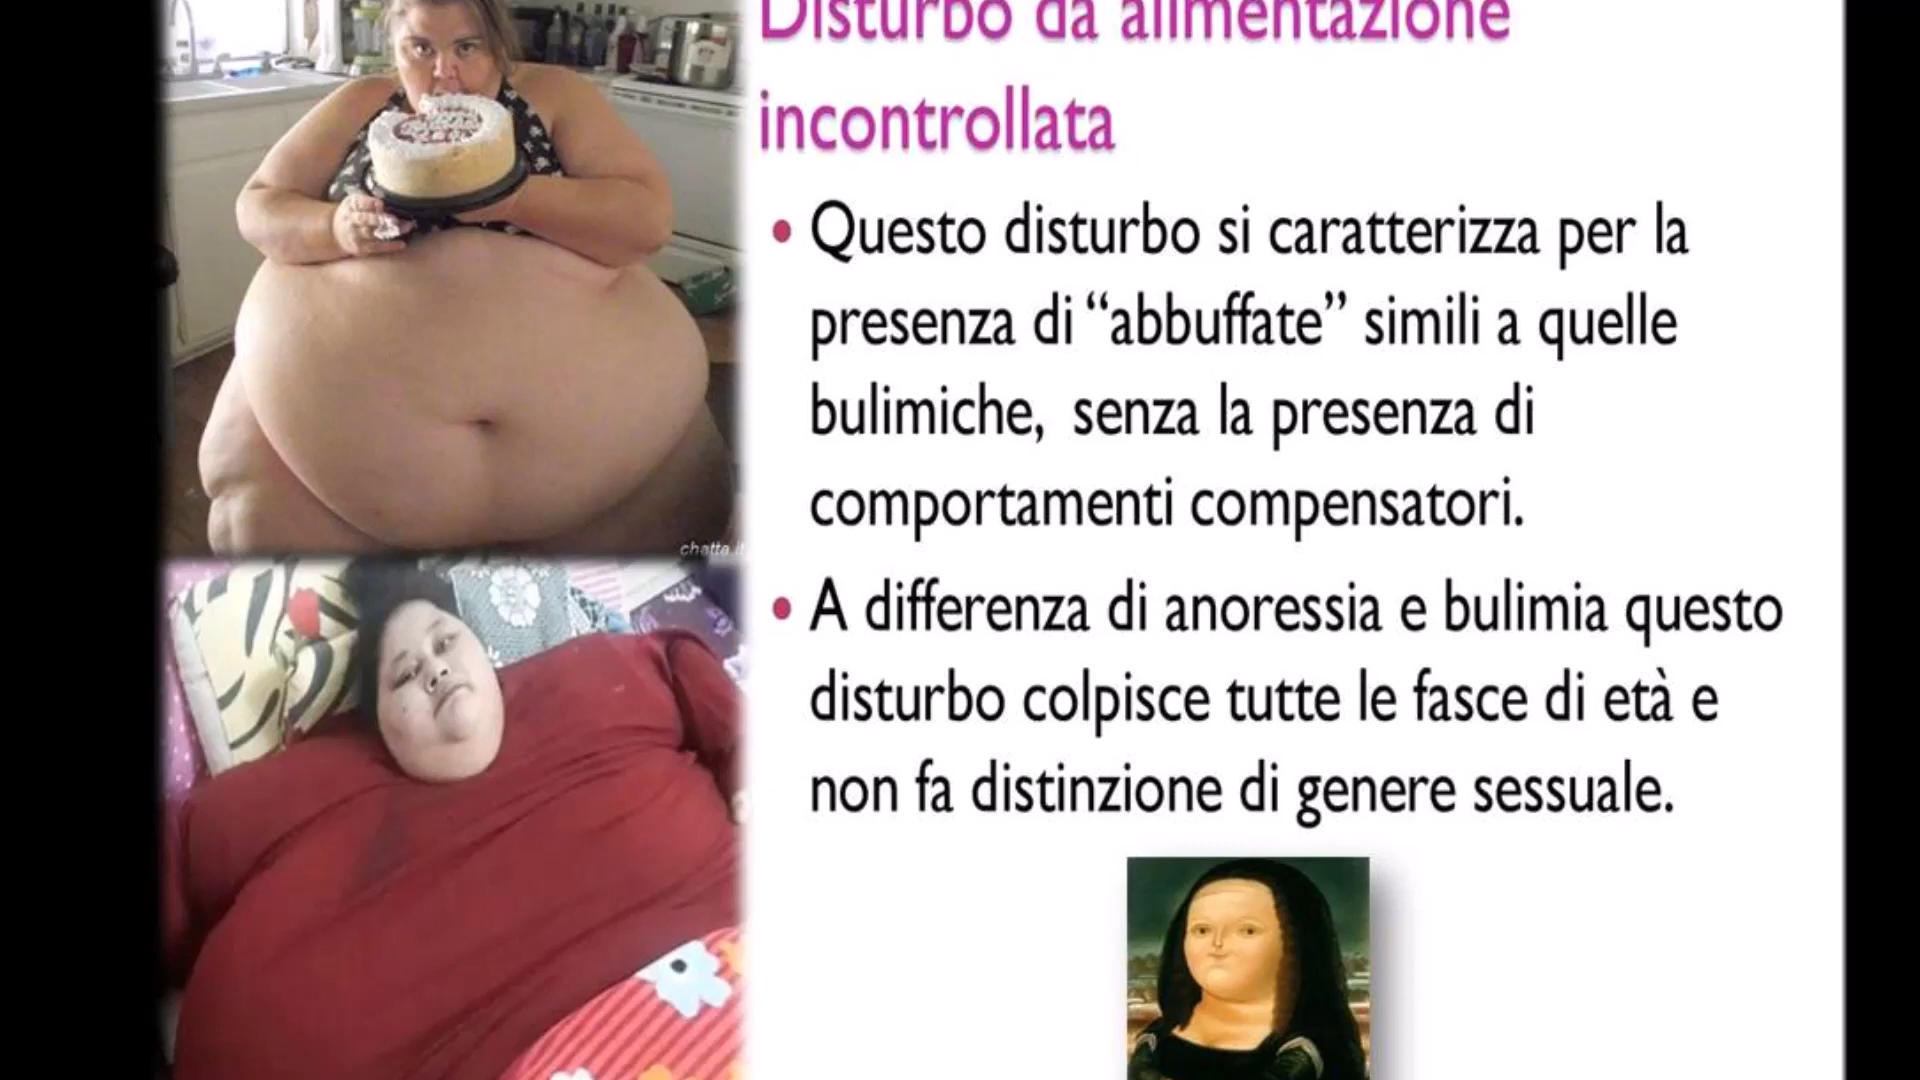 Disturbo da alimentazione
incontrollata
• Questo disturbo si caratterizza per la
presenza di “abbuffate” simili a quelle
bulimiche, senza la presenza di
comportamenti compensatori.
• A differenza di anoressia e bulimia questo
disturbo colpisce tutte le fasce di età e
non fa distinzione di genere sessuale.
chatta.it